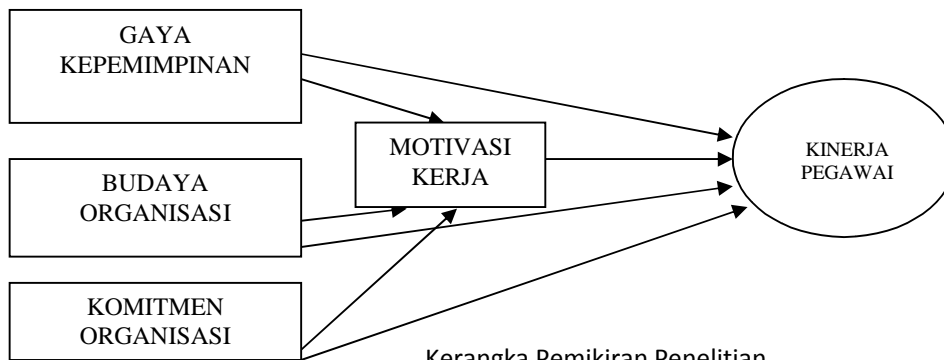 GAYA
KEPEMIMPINAN
MOTIVASI
KERJA
KINERJA
PEGAWAI
BUDAYA
ORGANISASI
KOMITMEN
ORGANISASI
Kerangka Pemikiran Penelitian